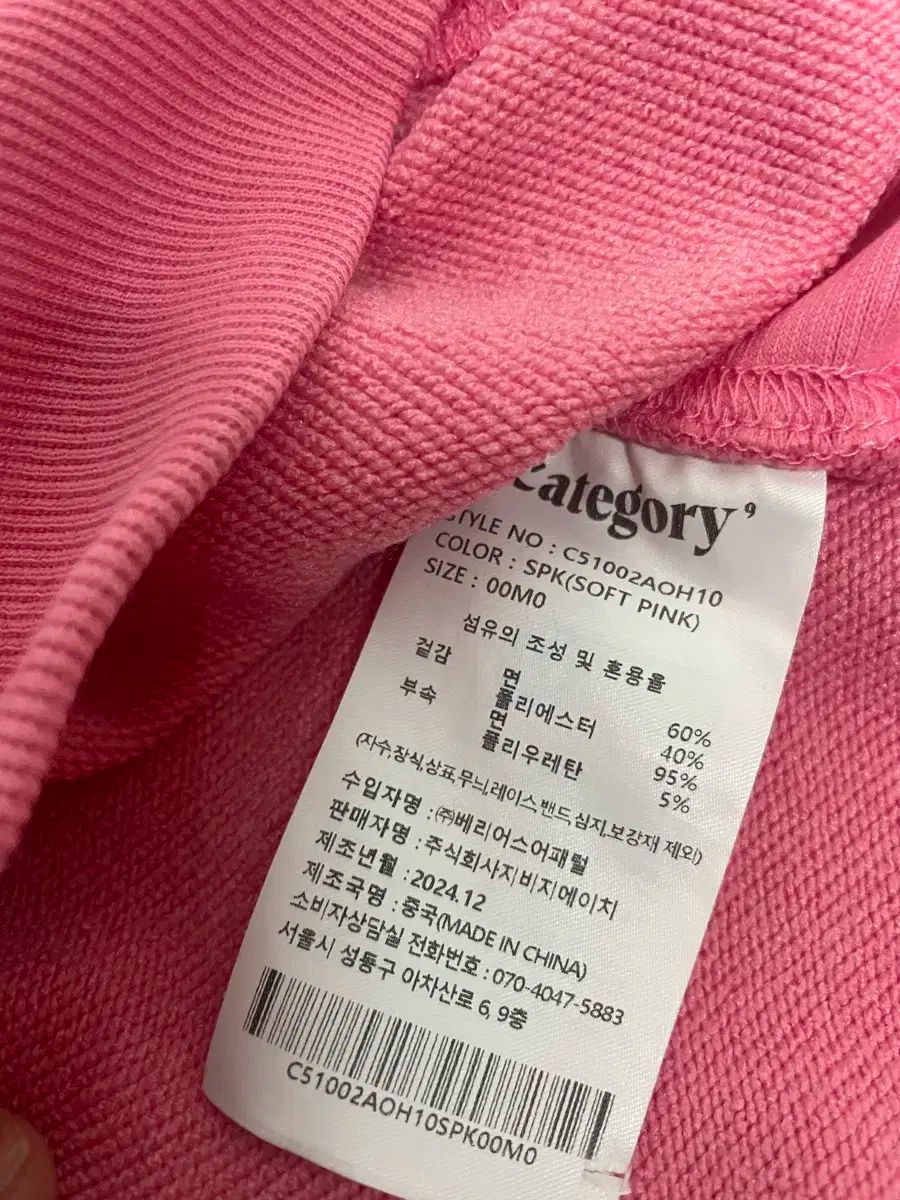 Category9
STYLE NO : C51002AOH10
COLOR : SPK(SOFT PINK)
SIZE : 00M0
섬유의 조성 및 혼용율
겉감 면 60%
폴리에스터 40%
부속 면 95%
폴리우레탄 5%
(자수,장식,상표,무늬,레이스,밴드,심지,보강재 제외)
수입자명 : ㈜베리어스어패럴
판매자명 : 주식회사지비지에이치
제조년월 : 2024.12
제조국명 : 중국(MADE IN CHINA)
소비자상담실 전화번호 : 070-4047-5883
서울시 성동구 아차산로 6, 9층
C51002AOH10SPK00M0